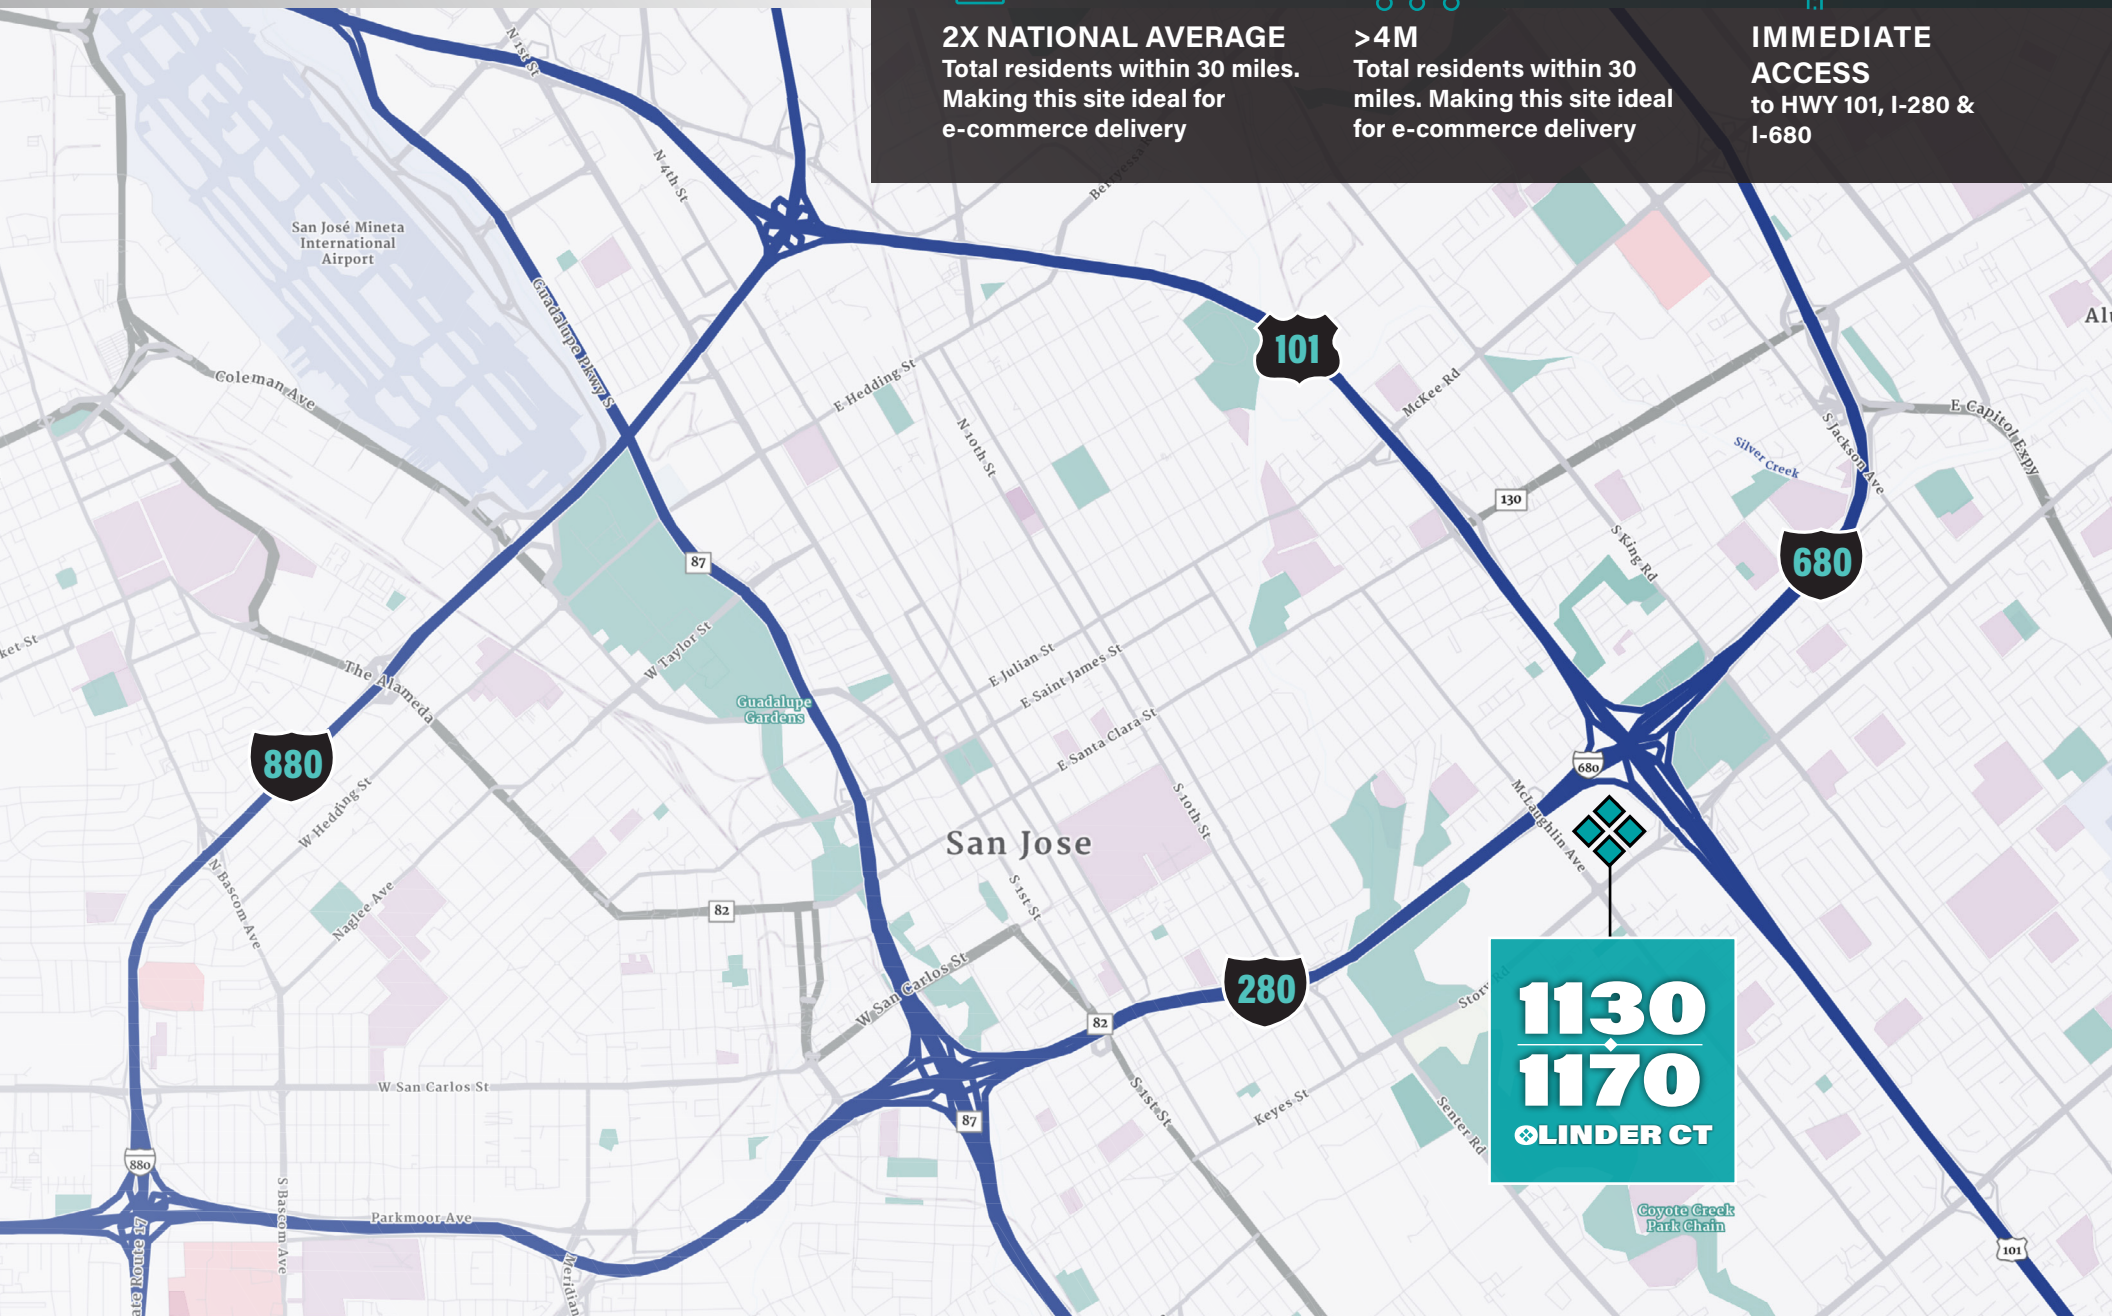 2X NATIONAL AVERAGE
Total residents within 30 miles.
Making this site ideal for
e-commerce delivery
>4M
Total residents within 30
miles. Making this site ideal
for e-commerce delivery
IMMEDIATE
ACCESS
to HWY 101, I-280 &
I-680
N 1st St
N 4th St
San José Mineta
International
Airport
Guadalupe Pkwy S
Coleman Ave
E Hedding St
N 10th St
101
McKee Rd
130
S King Rd
Silver Creek
S Jackson Ave
E Capitol Expy
680
87
W Taylor St
Guadalupe
Gardens
The Alameda
880
W Hedding St
N Bascom Ave
Naglee Ave
82
E Julian St
E Saint James St
E Santa Clara St
San Jose
S 10th St
S 1st St
W San Carlos St
280
82
680
McLaughlin Ave
Story Rd
1130
1170
OLINDER CT
Senter Rd
Keyes St
S 1st St
87
W San Carlos St
880
Parkmoor Ave
S Bascom Ave
Meridian
Coyote Creek
Park Chain
101